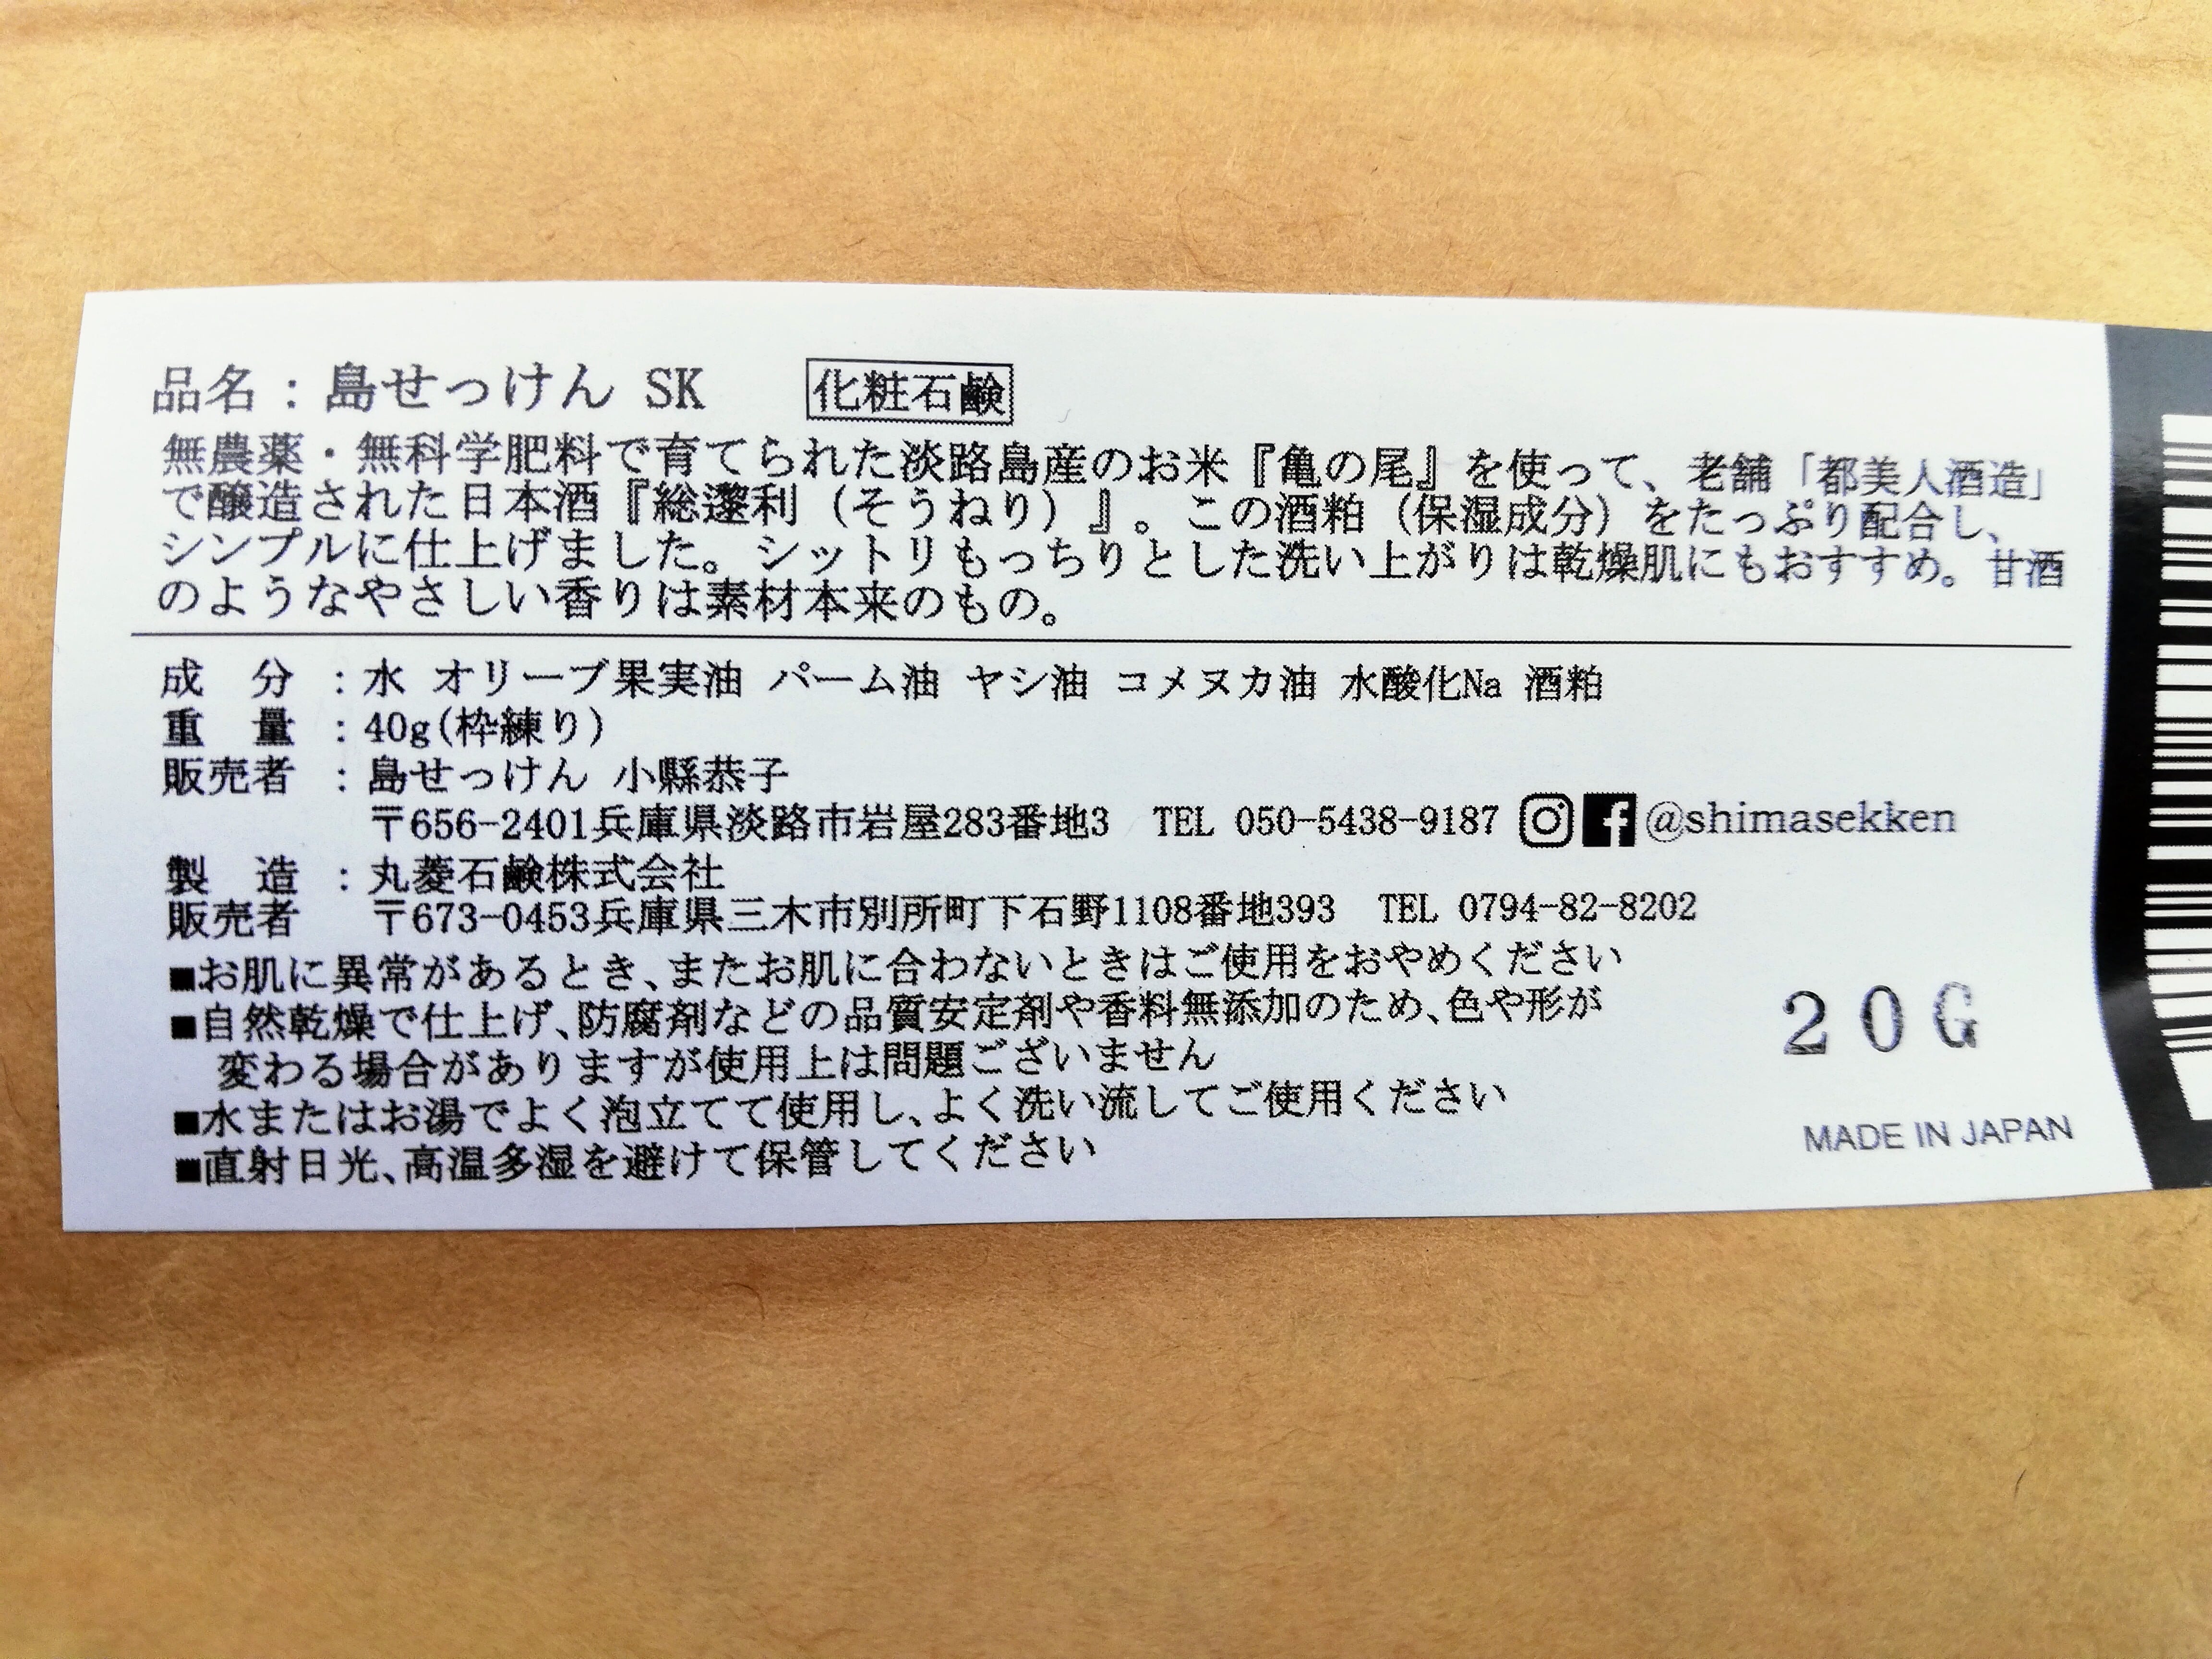 品名：島せっけん SK 化粧石鹸
無農薬・無科学肥料で育てられた淡路島産のお米『亀の尾』を使って、老舗「都美人酒造」
で醸造された日本酒『総邌利（そうねり）』。この酒粕（保湿成分）をたっぷり配合し、
シンプルに仕上げました。シットリもっちりとした洗い上がりは乾燥肌にもおすすめ。甘酒
のようなやさしい香りは素材本来のもの。
成　分　：水　オリーブ果実油　パーム油　ヤシ油　コメヌカ油　水酸化Na　酒粕
重　量　：40g(枠練り)
販売者　：島せっけん　小縣恭子
〒656-2401兵庫県淡路市岩屋283番地3　TEL 050-5438-9187 @shimasekken
製　造　：丸菱石鹸株式会社
販売者　〒673-0453兵庫県三木市別所町下石野1108番地393　TEL 0794-82-8202
■お肌に異常があるとき、またお肌に合わないときはご使用をおやめください
■自然乾燥で仕上げ、防腐剤などの品質安定剤や香料無添加のため、色や形が
変わる場合がありますが使用上は問題ございません
■水またはお湯でよく泡立てて使用し、よく洗い流してご使用ください
■直射日光、高温多湿を避けて保管してください
20G
MADE IN JAPAN